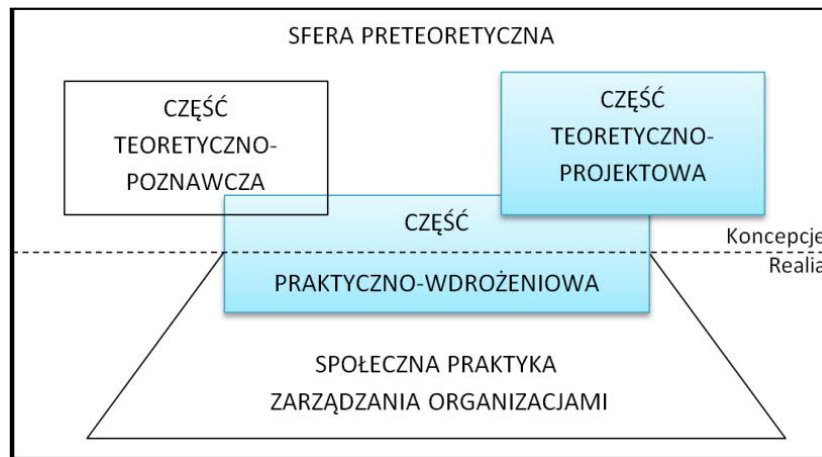 SFERA PRETEORETYCZNA
CZĘŚĆ
TEORETYCZNO-
POZNAWCZA
CZĘŚĆ
TEORETYCZNO-
PROJEKTOWA
CZĘŚĆ
PRAKTYCZNO-WDROŻENIOWA
Koncepcje
Realia
SPOŁECZNA PRAKTYKA
ZARZĄDZANIA ORGANIZACJAMI